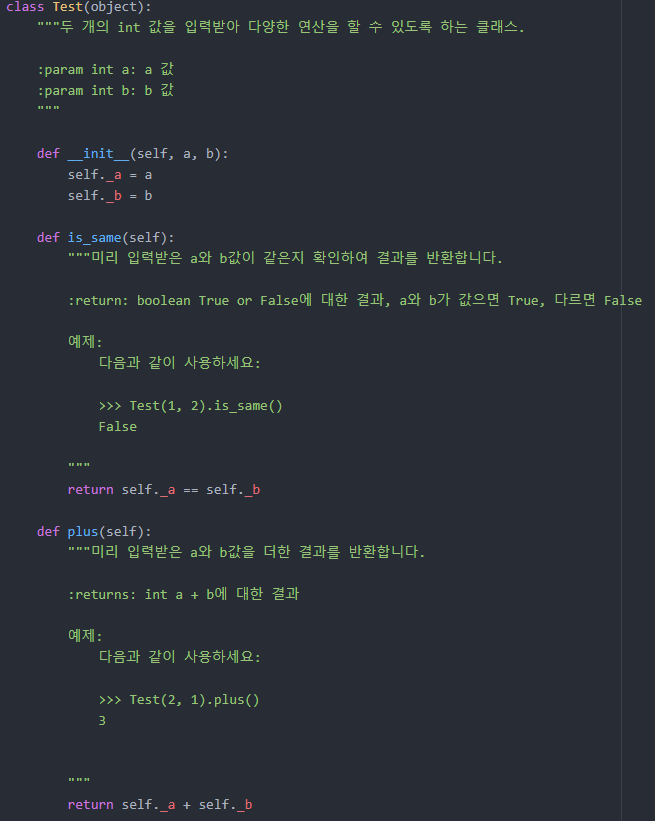 class Test(object):
    """두 개의 int 값을 입력받아 다양한 연산을 할 수 있도록 하는 클래스.

    :param int a: a 값
    :param int b: b 값
    """

    def __init__(self, a, b):
        self._a = a
        self._b = b

    def is_same(self):
        """미리 입력받은 a와 b값이 같은지 확인하여 결과를 반환합니다.

        :return: boolean True or False에 대한 결과, a와 b가 값으면 True, 다르면 False

        예제:
            다음과 같이 사용하세요:

            >>> Test(1, 2).is_same()
            False

        """
        return self._a == self._b

    def plus(self):
        """미리 입력받은 a와 b값을 더한 결과를 반환합니다.

        :returns: int a + b에 대한 결과

        예제:
            다음과 같이 사용하세요:

            >>> Test(2, 1).plus()
            3


        """
        return self._a + self._b